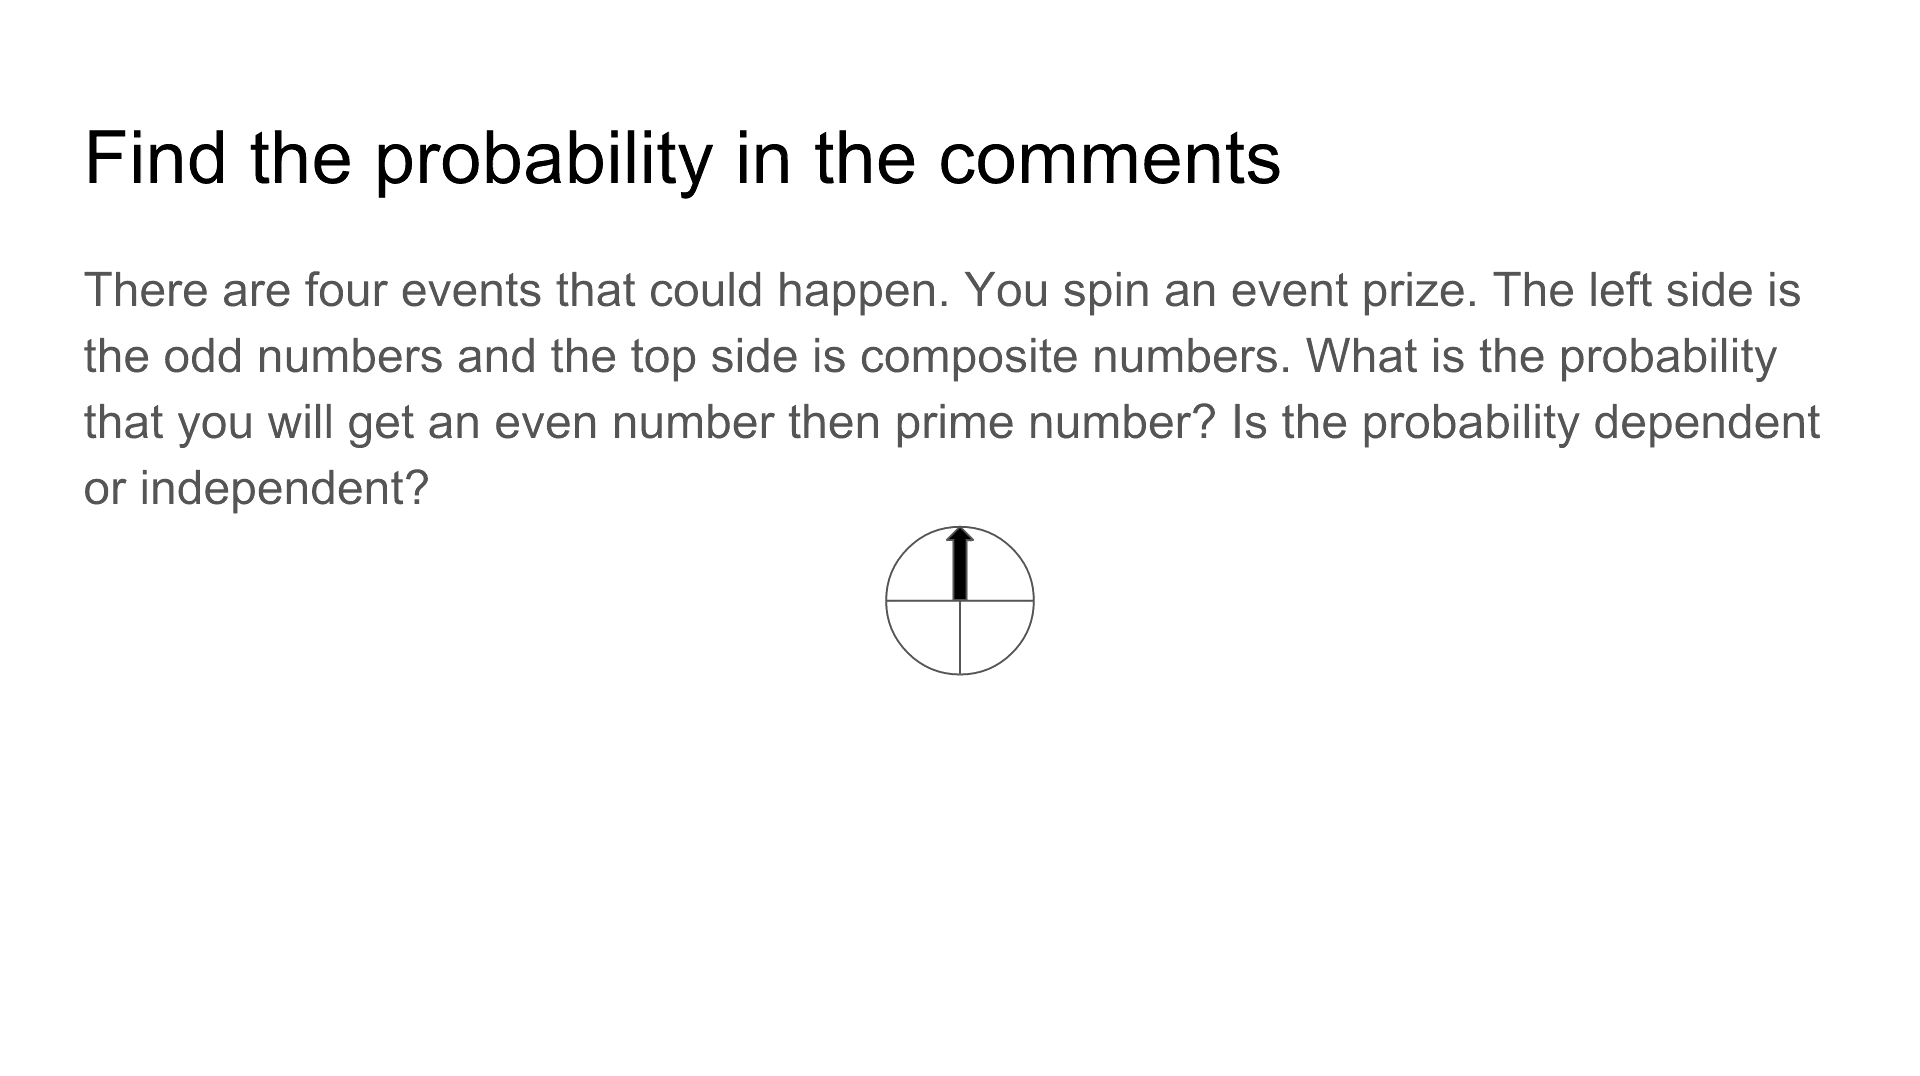 Find the probability in the comments
There are four events that could happen. You spin an event prize. The left side is
the odd numbers and the top side is composite numbers. What is the probability
that you will get an even number then prime number? Is the probability dependent
or independent?